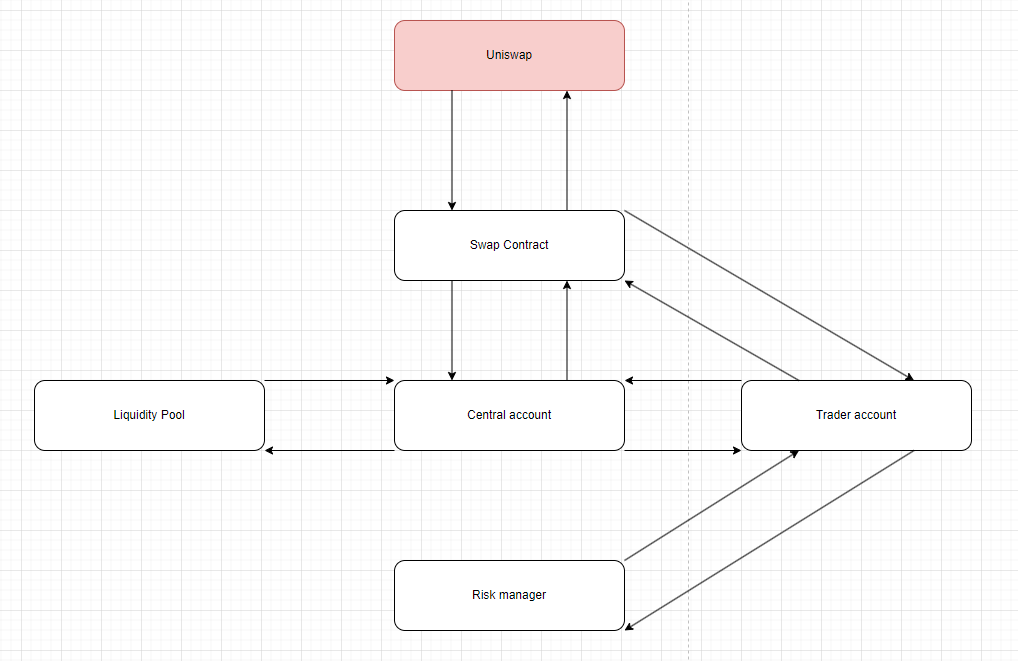 Uniswap
Swap Contract
Liquidity Pool
Central account
Trader account
Risk manager